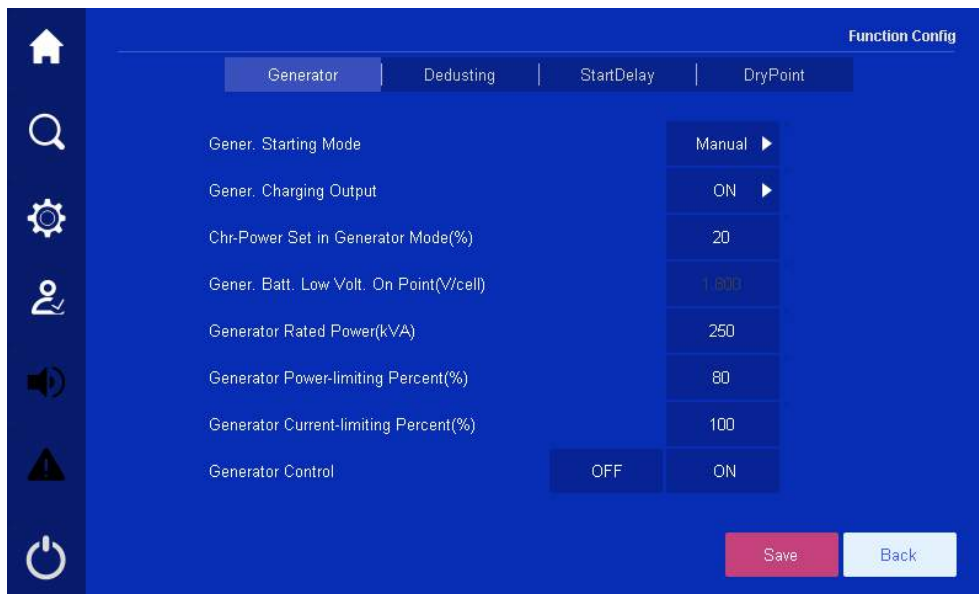 Function Config
Generator Dedusting StartDelay DryPoint
Gener. Starting Mode Manual
Gener. Charging Output ON
Chr-Power Set in Generator Mode(%) 20
Gener. Batt. Low Volt. On Point(V/cell) 1.800
Generator Rated Power(kVA) 250
Generator Power-limiting Percent(%) 80
Generator Current-limiting Percent(%) 100
Generator Control OFF ON
Save Back